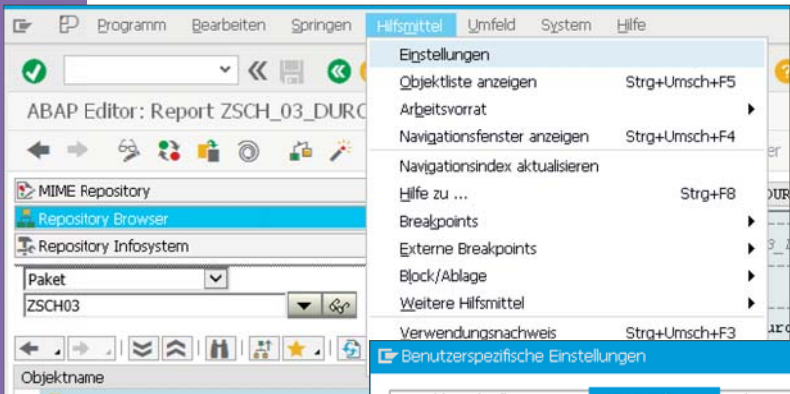 Programm Bearbeiten Springen Hilfsmittel Umfeld System Hilfe
ABAP Editor: Report ZSCH_03_DURC
MIME Repository
Repository Browser
Repository Infosystem
Paket
ZSCH03
Objektname
Einstellungen
Objektliste anzeigen Strg+Umsch+F5
Arbeitsvorrat
Navigationsfenster anzeigen Strg+Umsch+F4
Navigationsindex aktualisieren
Hilfe zu ... Strg+F8
Breakpoints
Externe Breakpoints
Block/Ablage
Weitere Hilfsmittel
Verwendungsnachweis Strg+Umsch+F3
Benutzerspezifische Einstellungen